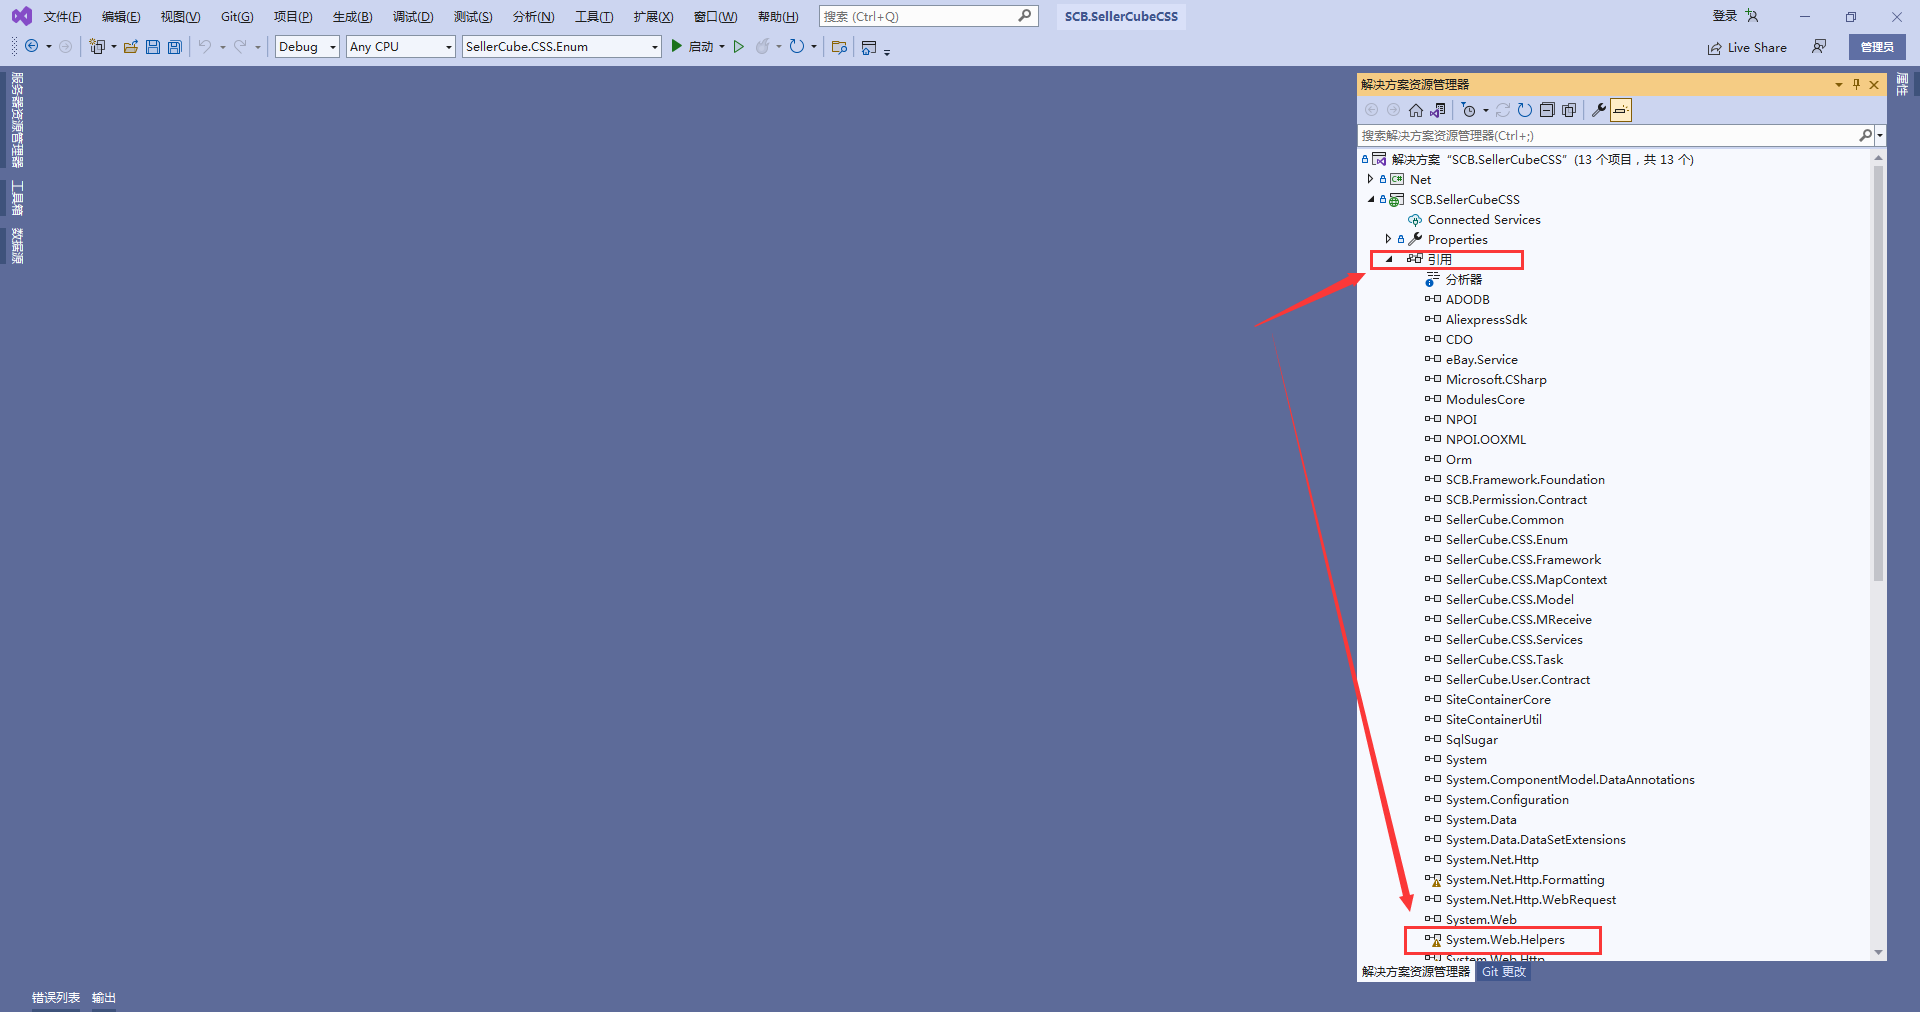 文件(F) 编辑(E) 视图(V) Git(G) 项目(P) 生成(B) 调试(D) 测试(S) 分析(N) 工具(T) 扩展(X) 窗口(W) 帮助(H) 搜索 (Ctrl+Q) SCB.SellerCubeCSS 登录
Debug Any CPU SellerCube.CSS.Enum 启动 Live Share 管理员
服务器资源管理器
工具箱
数据源
解决方案资源管理器
属性
搜索解决方案资源管理器(Ctrl+;)
解决方案 “SCB.SellerCubeCSS” (13 个项目，共 13 个)
C# Net
SCB.SellerCubeCSS
Connected Services
Properties
引用
分析器
ADODB
AliexpressSdk
CDO
eBay.Service
Microsoft.CSharp
ModulesCore
NPOI
NPOI.OOXML
Orm
SCB.Framework.Foundation
SCB.Permission.Contract
SellerCube.Common
SellerCube.CSS.Enum
SellerCube.CSS.Framework
SellerCube.CSS.MapContext
SellerCube.CSS.Model
SellerCube.CSS.MReceive
SellerCube.CSS.Services
SellerCube.CSS.Task
SellerCube.User.Contract
SiteContainerCore
SiteContainerUtil
SqlSugar
System
System.ComponentModel.DataAnnotations
System.Configuration
System.Data
System.Data.DataSetExtensions
System.Net.Http
System.Net.Http.Formatting
System.Net.Http.WebRequest
System.Web
System.Web.Helpers
System.Web.Http
解决方案资源管理器 Git 更改
错误列表 输出